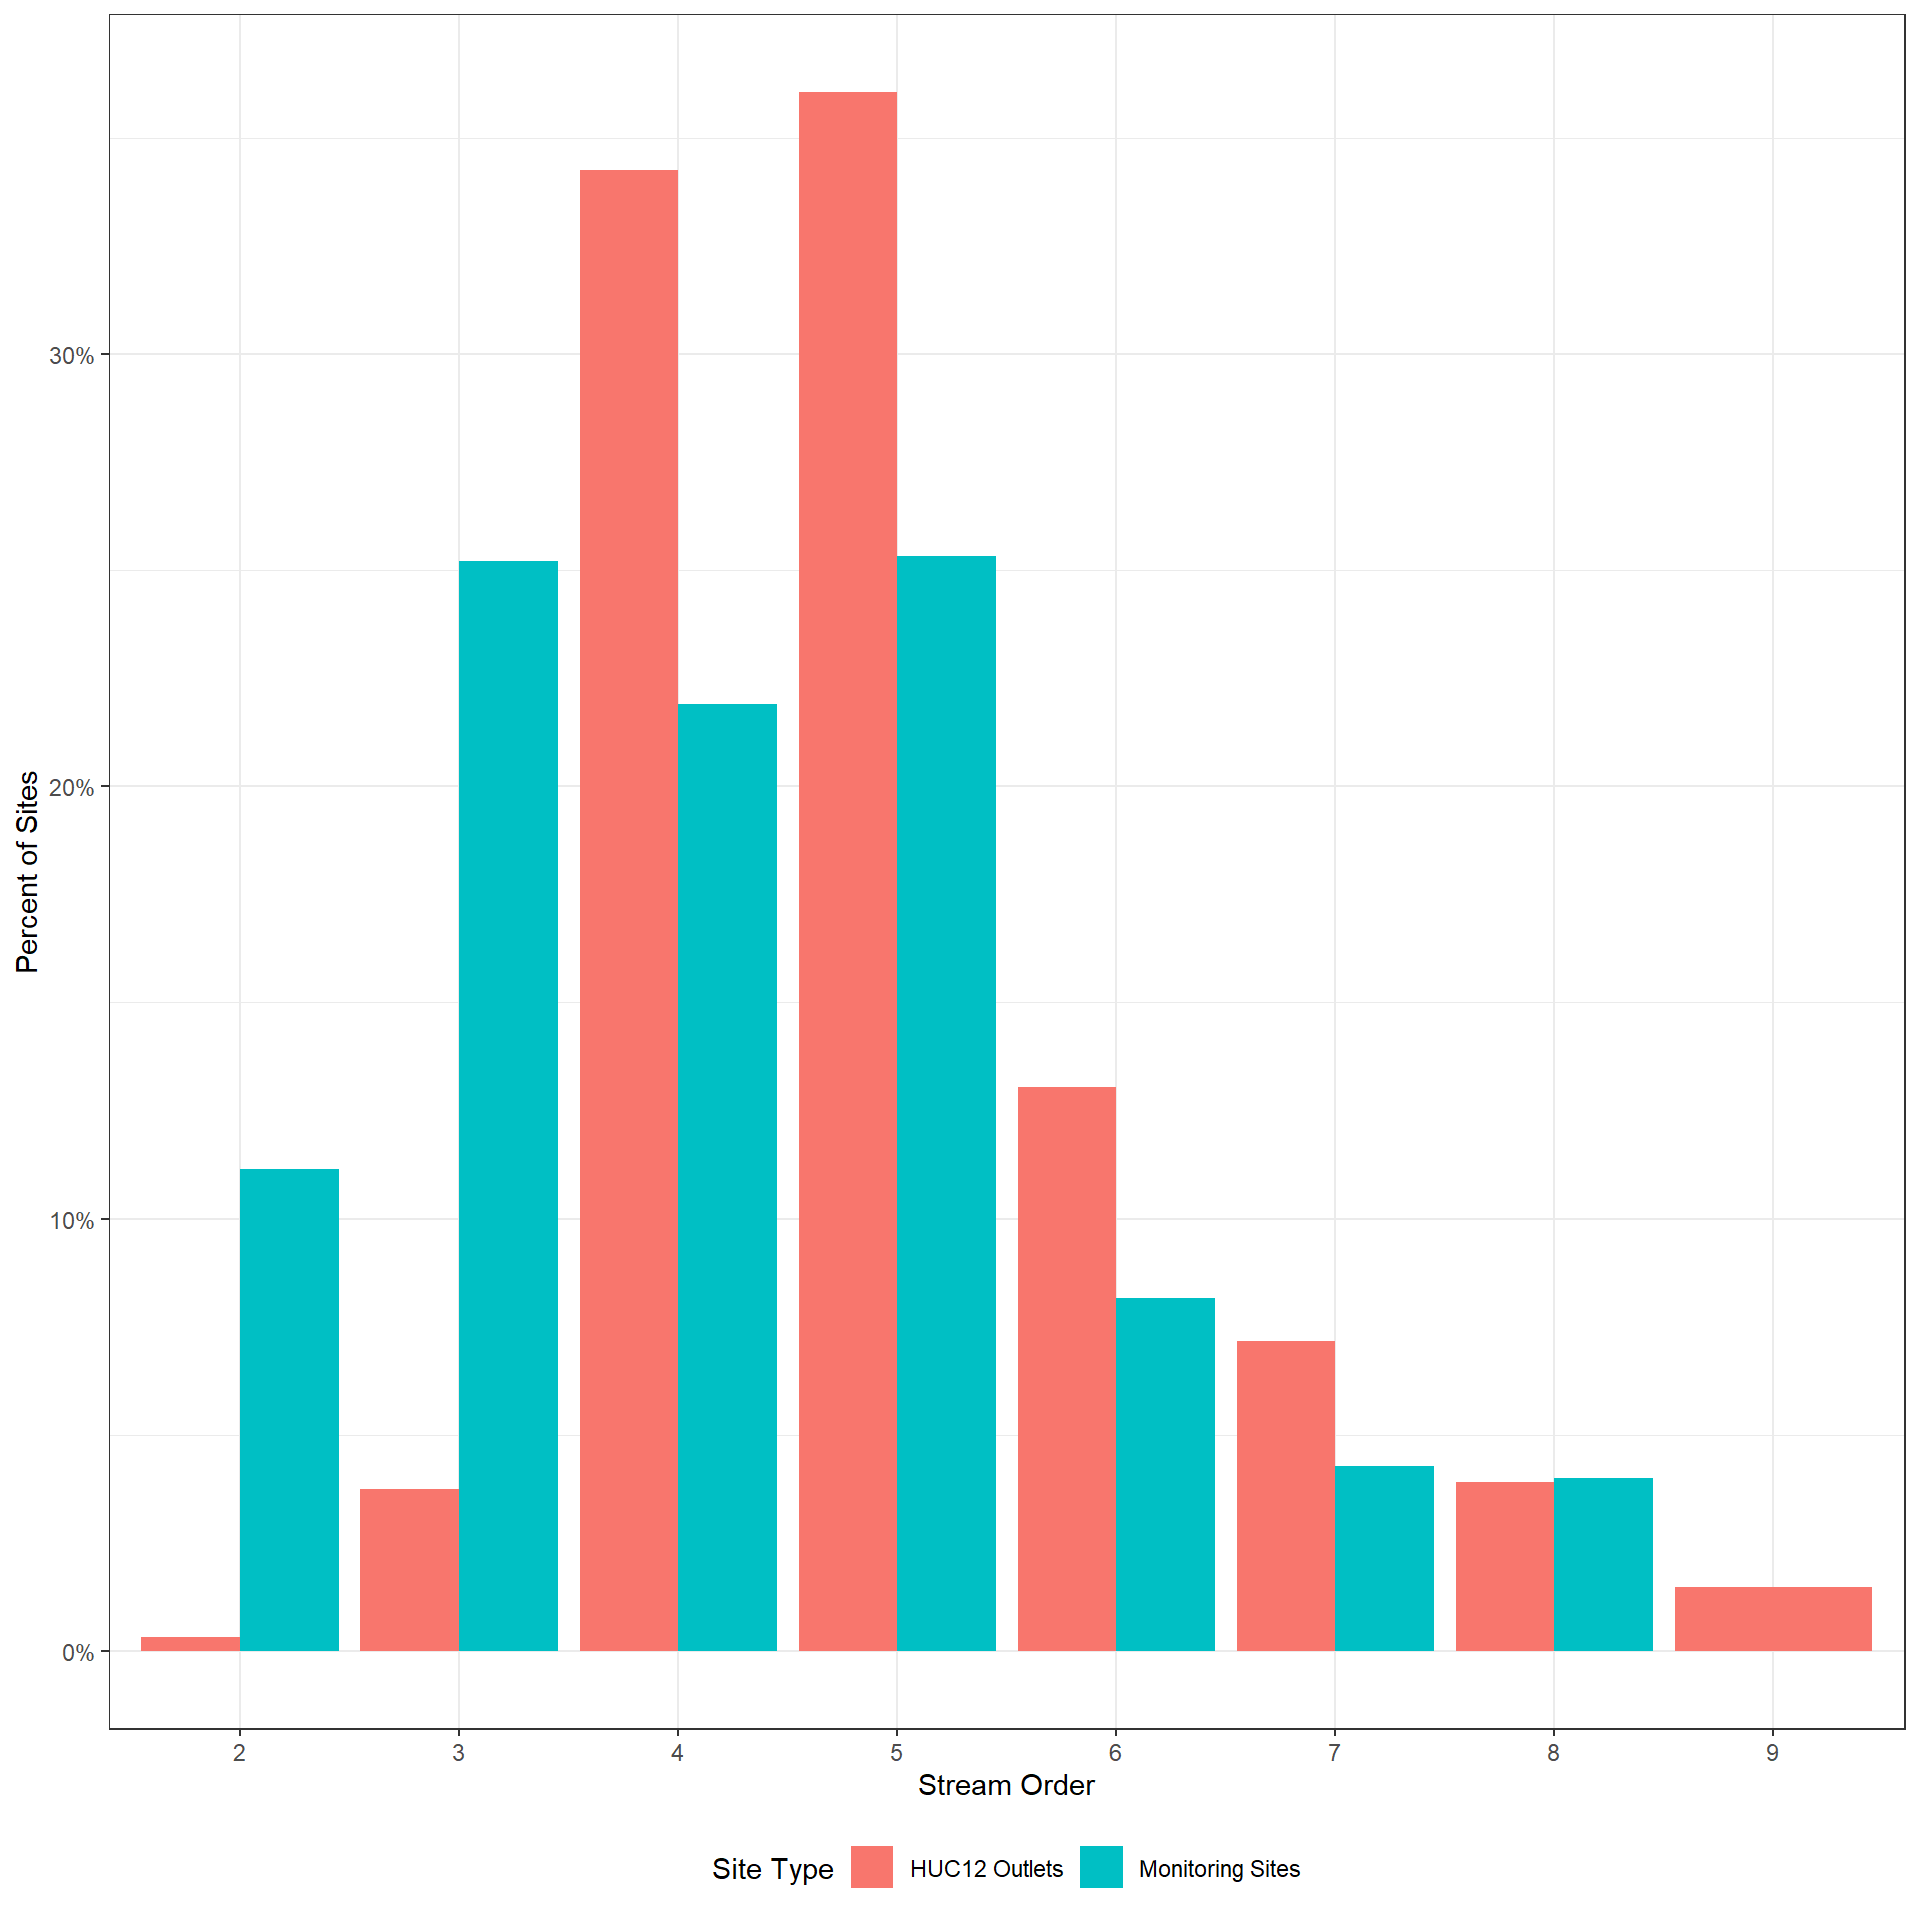 30%
20%
10%
0%
Percent of Sites
2 3 4 5 6 7 8 9
Stream Order
Site Type HUC12 Outlets Monitoring Sites